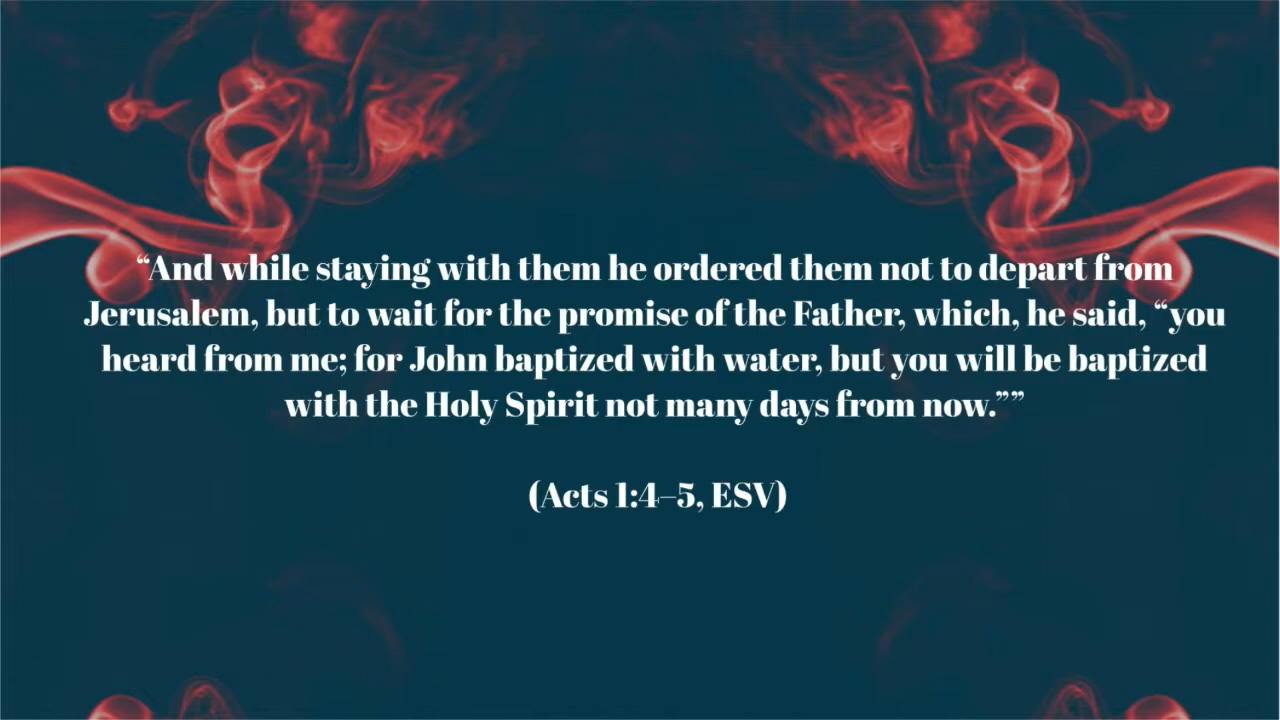 “And while staying with them he ordered them not to depart from
Jerusalem, but to wait for the promise of the Father, which, he said, “you
heard from me; for John baptized with water, but you will be baptized
with the Holy Spirit not many days from now.””
(Acts 1:4–5, ESV)